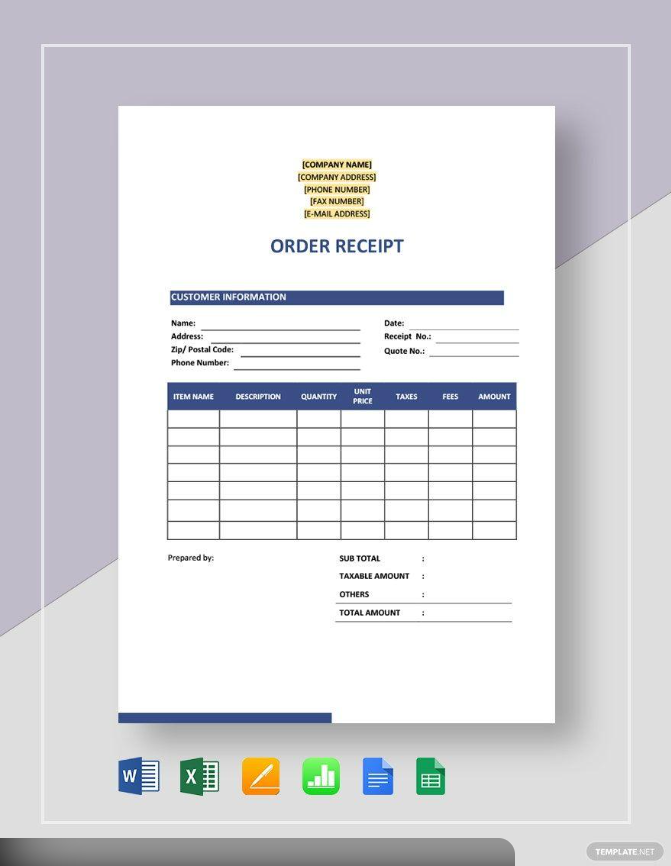 [COMPANY NAME]
[COMPANY ADDRESS]
[PHONE NUMBER]
[FAX NUMBER]
[E-MAIL ADDRESS]
ORDER RECEIPT
CUSTOMER INFORMATION
Name: Date:
Address: Receipt No.:
Zip/ Postal Code: Quote No.:
Phone Number:
ITEM NAME DESCRIPTION QUANTITY UNIT PRICE TAXES FEES AMOUNT
Prepared by: SUB TOTAL :
TAXABLE AMOUNT :
OTHERS :
TOTAL AMOUNT :
W X
TEMPLATE.NET